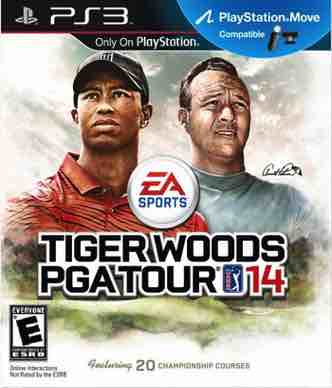 PS3
PlayStation®Move
Compatible
Only On PlayStation®
EA
SPORTS
TIGER WOODS
PGA TOUR 14
EVERYONE
E
ESRB
Online Interactions
Not Rated by the ESRB
Featuring 20 CHAMPIONSHIP COURSES